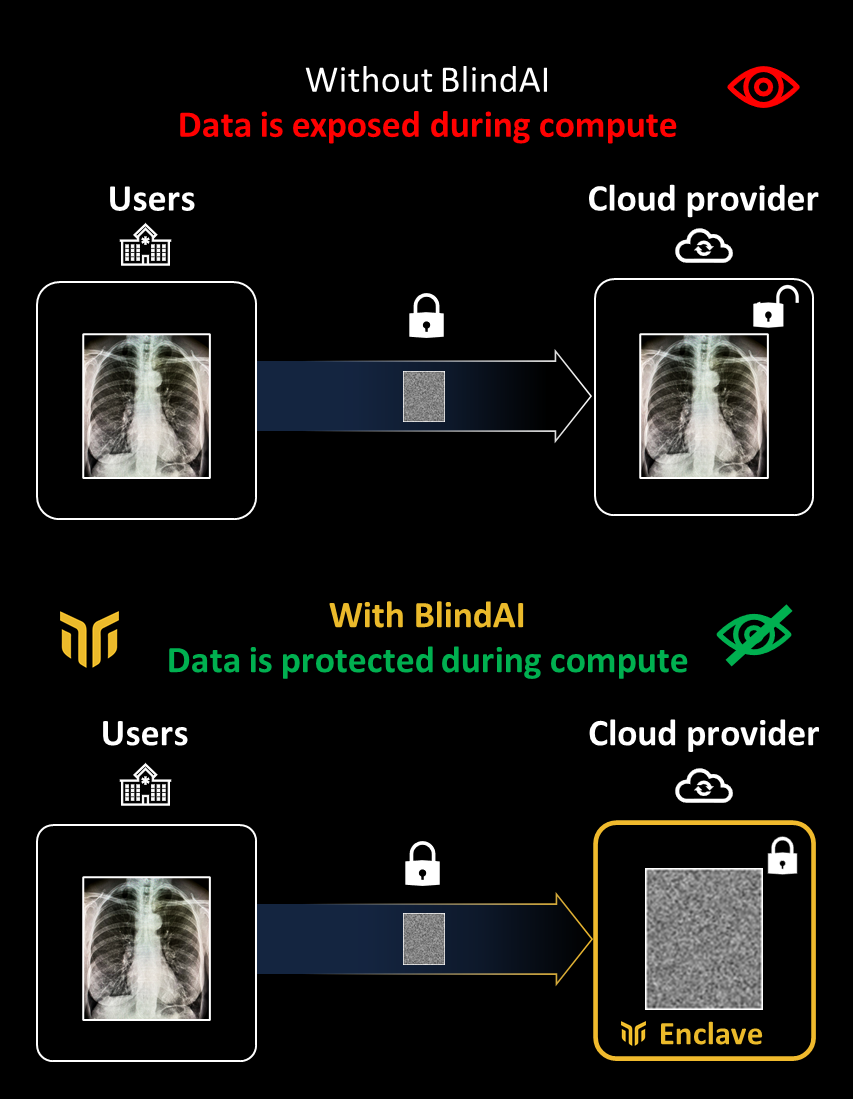 Without BlindAI
Data is exposed during compute
Users
Cloud provider
With BlindAI
Data is protected during compute
Users
Cloud provider
Enclave